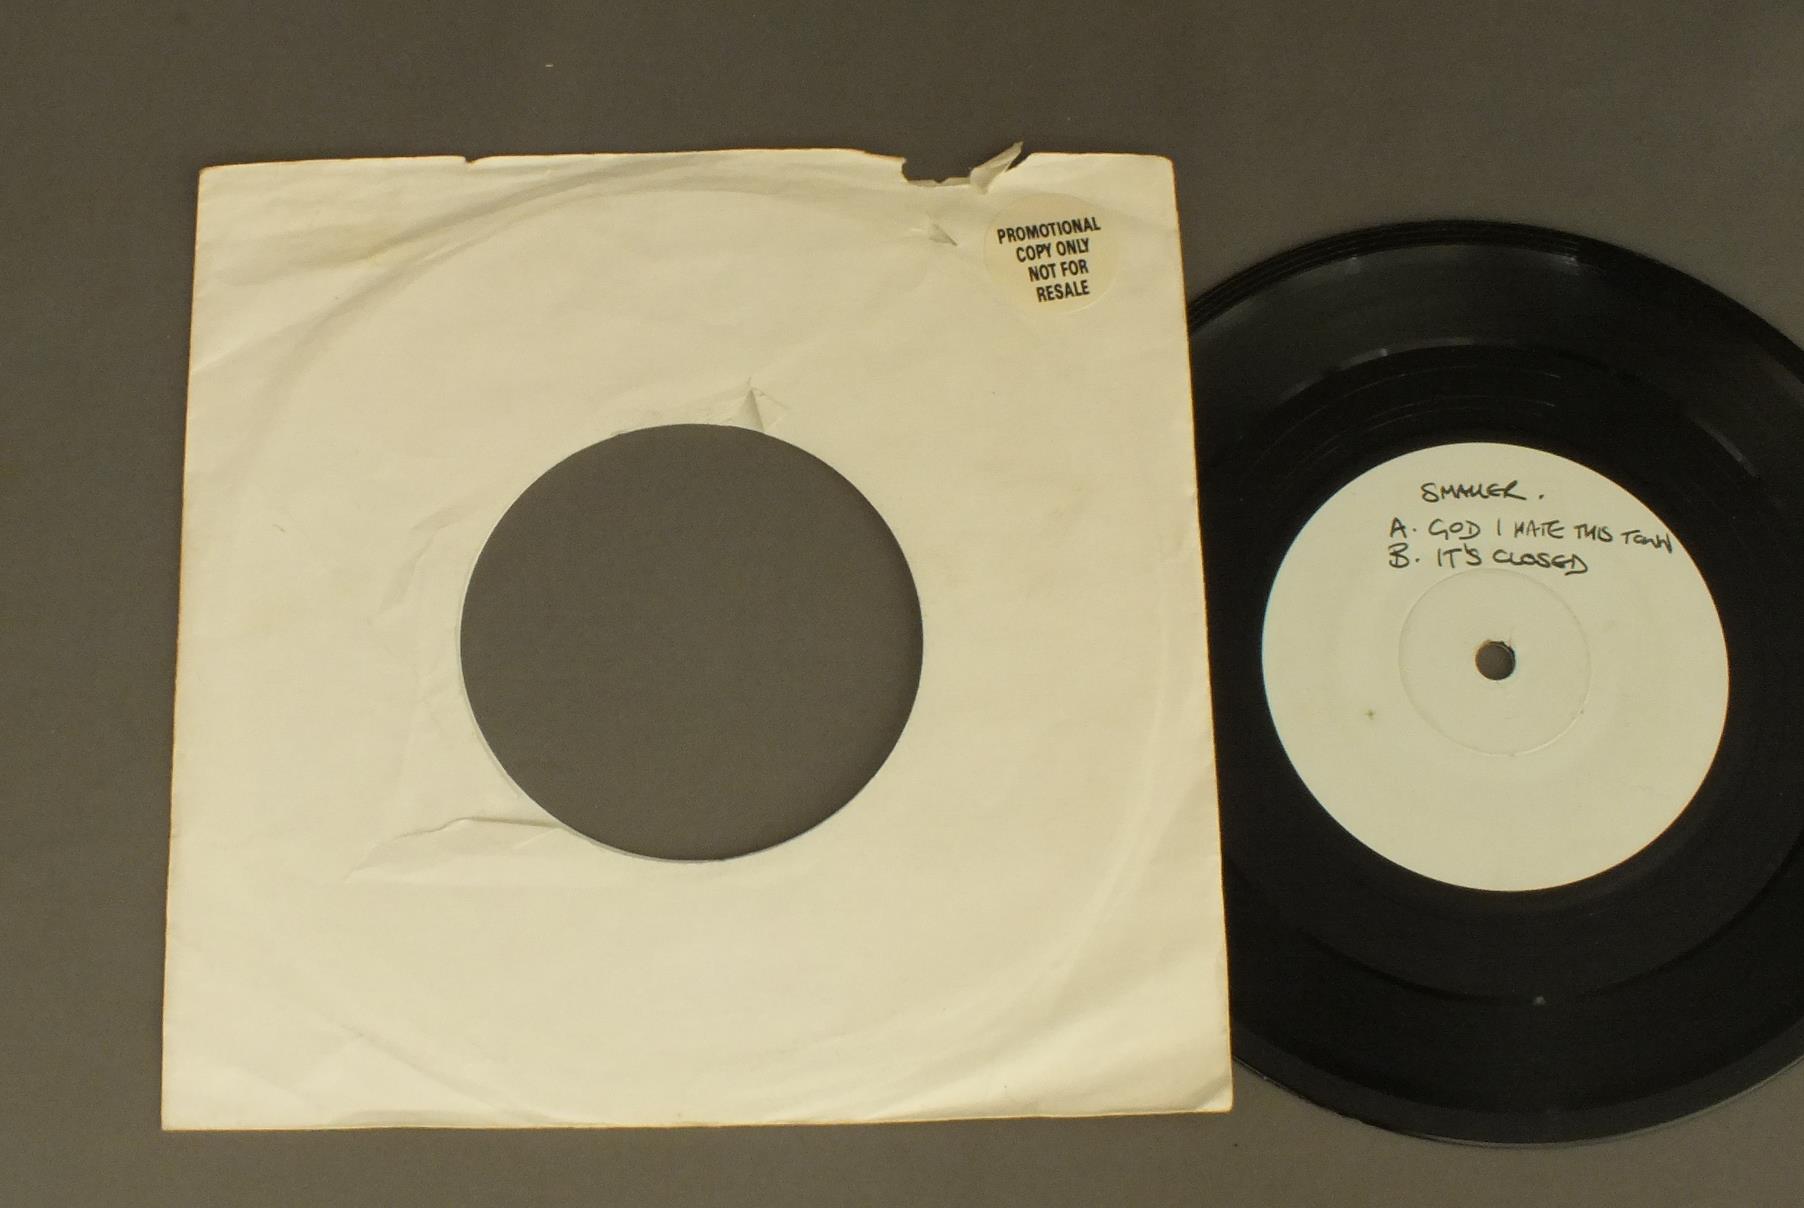 PROMOTIONAL
COPY ONLY
NOT FOR
RESALE
SMALLER.
A. GOD I HATE THIS TOWN
B. IT'S CLOSED